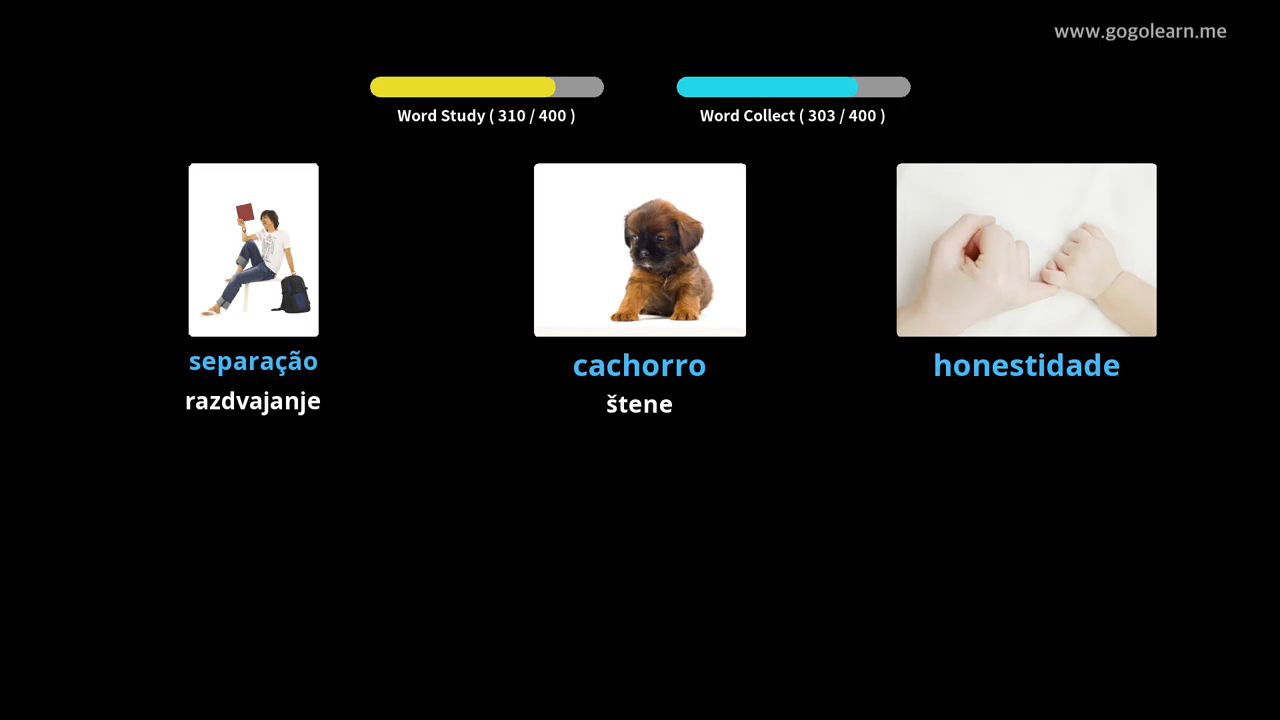 www.gogolearn.me
Word Study ( 310 / 400 )
Word Collect ( 303 / 400 )
separação
razdvajanje
cachorro
štene
honestidade